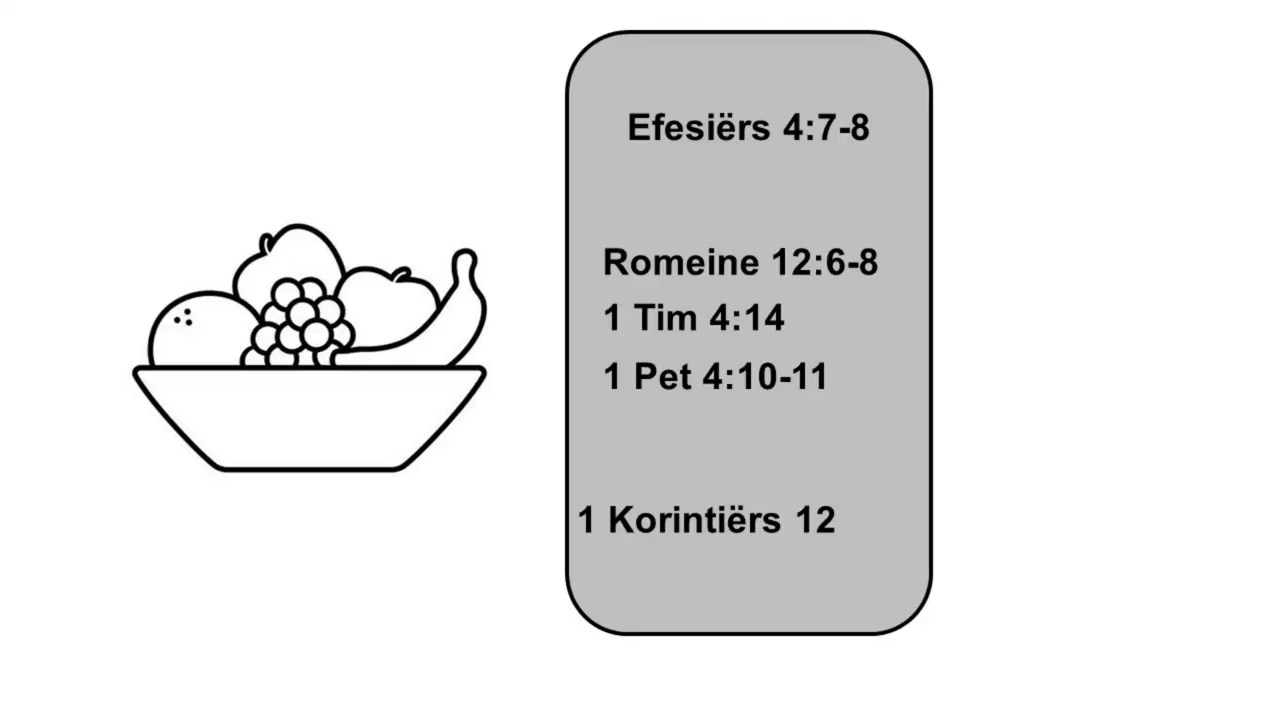 Efesiërs 4:7-8
Romeine 12:6-8
1 Tim 4:14
1 Pet 4:10-11
1 Korintiërs 12